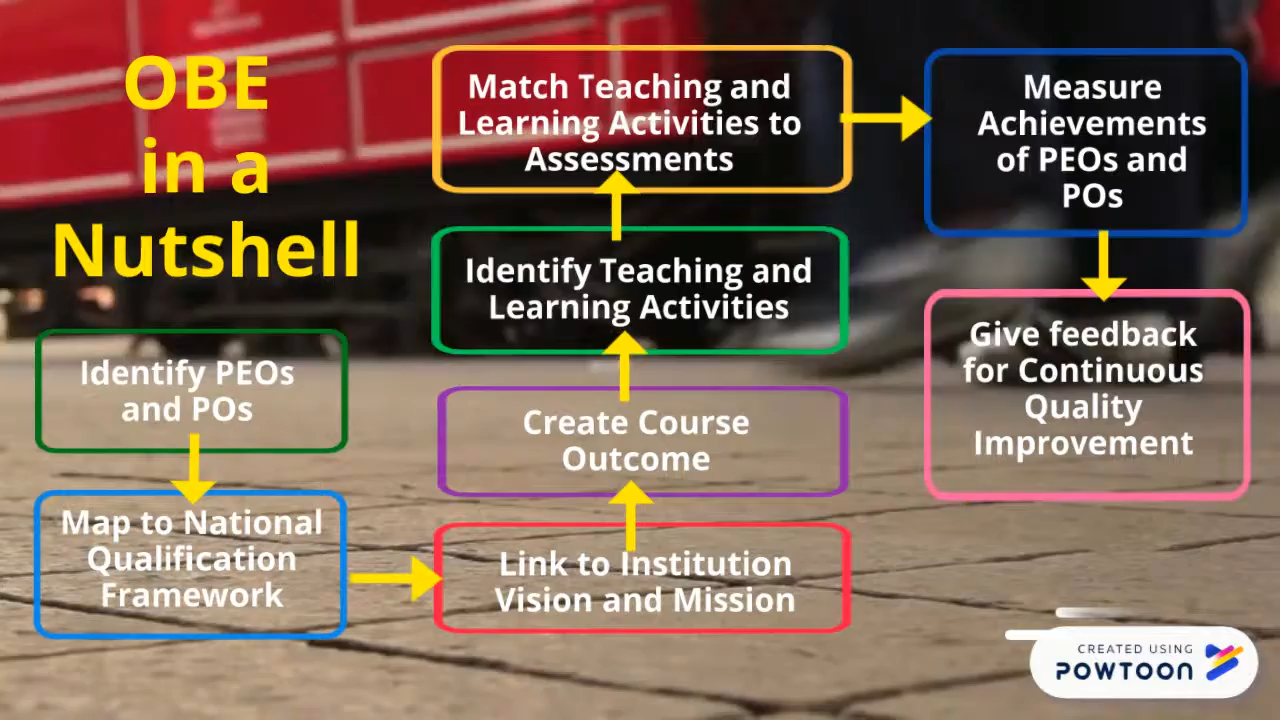 OBE
in a
Nutshell
Identify PEOs
and POs
Map to National
Qualification
Framework
Link to Institution
Vision and Mission
Create Course
Outcome
Identify Teaching and
Learning Activities
Match Teaching and
Learning Activities to
Assessments
Measure
Achievements
of PEOs and
POs
Give feedback
for Continuous
Quality
Improvement
CREATED USING
POWTOON